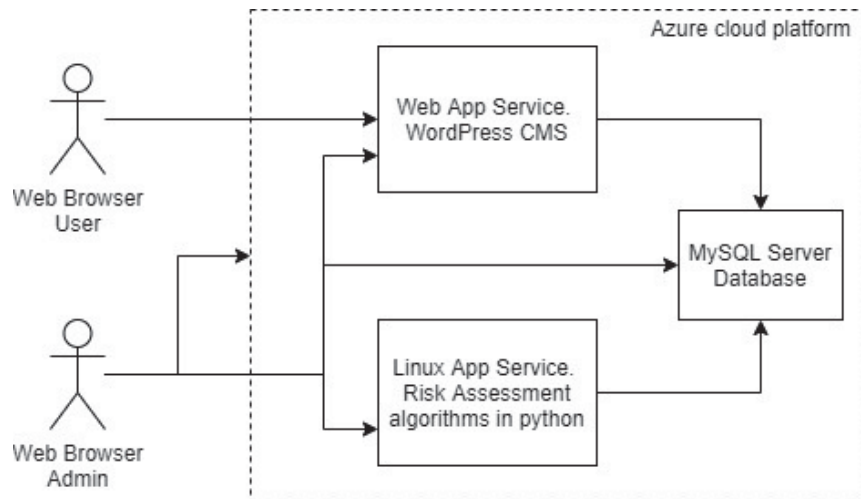 Azure cloud platform
Web App Service.
WordPress CMS
Web Browser
User
MySQL Server
Database
Linux App Service.
Risk Assessment
algorithms in python
Web Browser
Admin